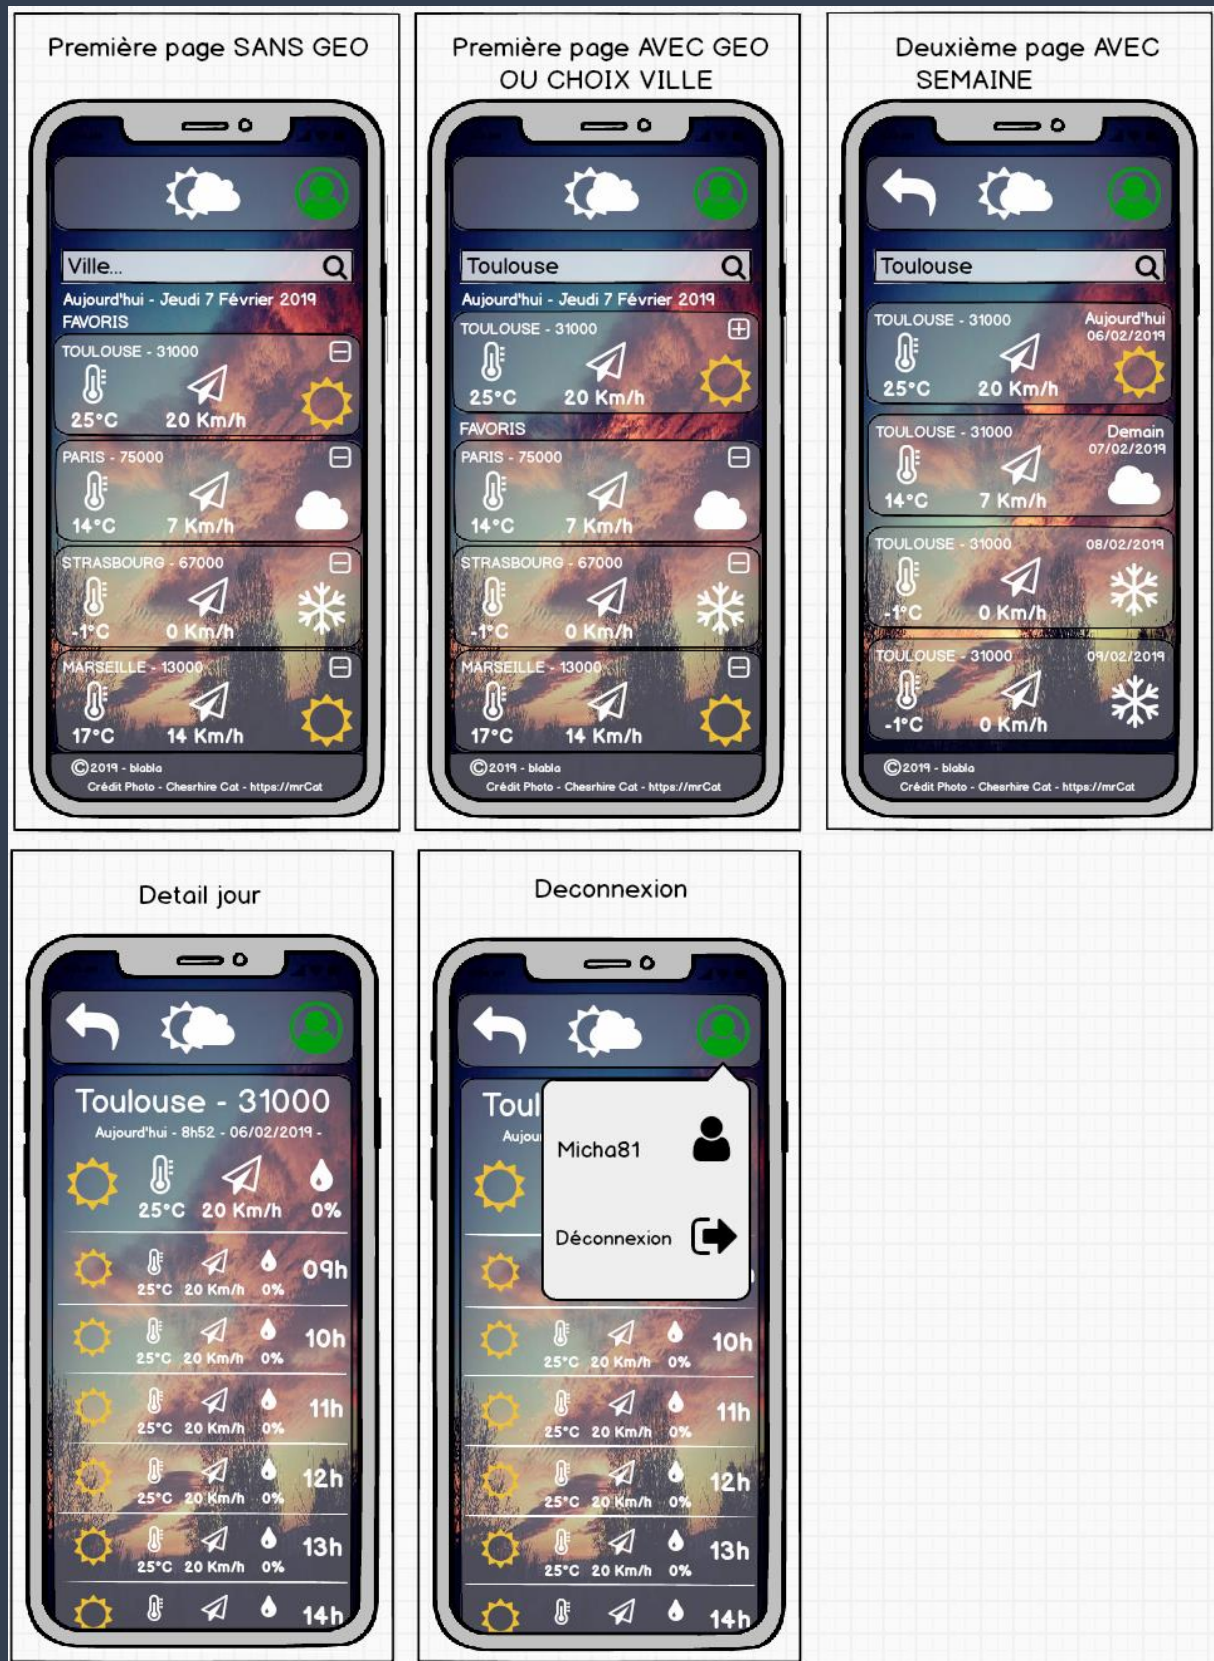 Première page SANS GEO
Ville...
Aujourd'hui - Jeudi 7 Février 2019
FAVORIS
TOULOUSE - 31000
25°C 20 Km/h
PARIS - 75000
14°C 7 Km/h
STRASBOURG - 67000
-1°C 0 Km/h
MARSEILLE - 13000
17°C 14 Km/h
©2019 - blabla
Crédit Photo - Chesrhire Cat - https://mrCat
Première page AVEC GEO
OU CHOIX VILLE
Toulouse
Aujourd'hui - Jeudi 7 Février 2019
TOULOUSE - 31000
25°C 20 Km/h
FAVORIS
PARIS - 75000
14°C 7 Km/h
STRASBOURG - 67000
-1°C 0 Km/h
MARSEILLE - 13000
17°C 14 Km/h
©2019 - blabla
Crédit Photo - Chesrhire Cat - https://mrCat
Deuxième page AVEC
SEMAINE
Toulouse
TOULOUSE - 31000 Aujourd'hui
06/02/2019
25°C 20 Km/h
TOULOUSE - 31000 Demain
07/02/2019
14°C 7 Km/h
TOULOUSE - 31000 08/02/2019
-1°C 0 Km/h
TOULOUSE - 31000 09/02/2019
-1°C 0 Km/h
©2019 - blabla
Crédit Photo - Chesrhire Cat - https://mrCat
Detail jour
Toulouse - 31000
Aujourd'hui - 8h52 - 06/02/2019 -
25°C 20 Km/h 0%
09h
25°C 20 Km/h 0%
10h
25°C 20 Km/h 0%
11h
25°C 20 Km/h 0%
12h
25°C 20 Km/h 0%
13h
25°C 20 Km/h 0%
14h
Deconnexion
Toul
Aujou
Micha81
Déconnexion
10h
25°C 20 Km/h 0%
11h
25°C 20 Km/h 0%
12h
25°C 20 Km/h 0%
13h
25°C 20 Km/h 0%
14h